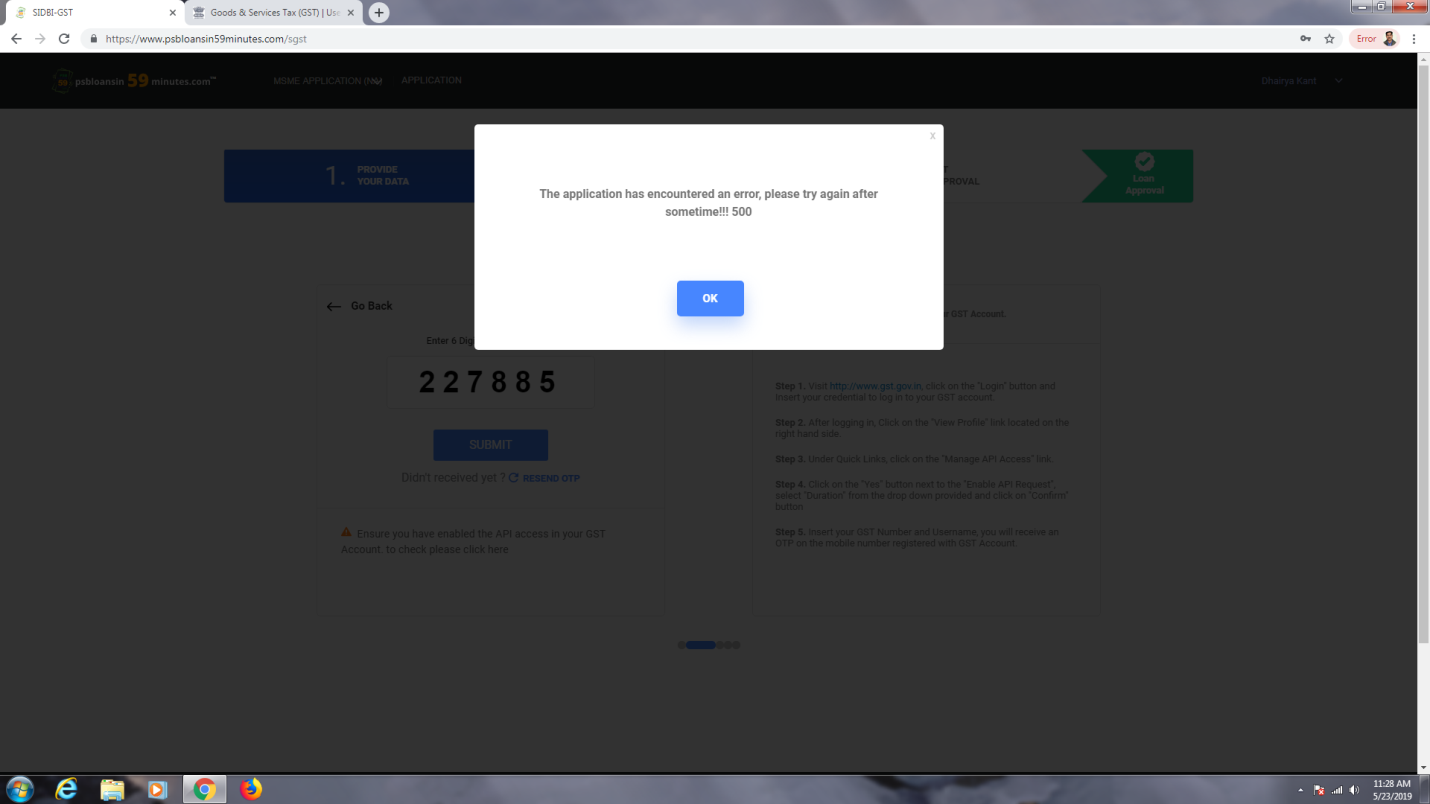 SIDBI-GST
Goods & Services Tax (GST) | Use
https://www.psbloansin59minutes.com/sgst
Error
psbloansin 59 minutes.com™
MSME APPLICATION
APPLICATION
Dhairya Kant
x
1. PROVIDE
YOUR DATA
Loan
Approval
The application has encountered an error, please try again after
sometime!!! 500
OK
Go Back
Enter 6 Dig
227885
SUBMIT
Didn't received yet ? RESEND OTP
Ensure you have enabled the API access in your GST
Account. to check please click here
GST Account.
Step 1. Visit http://www.gst.gov.in, click on the "Login" button and
Insert your credential to log in to your GST account
Step 2. After logging in, Click on the "View Profile" link located on the
right hand side.
Step 3. Under Quick Links, click on the "Manage API Access" link.
Step 4. Click on the "Yes" button next to the "Enable API Request",
select "Duration" from the drop down provided and click on "Confirm"
button
Step 5. Insert your GST Number and Username, you will receive an
OTP on the mobile number registered with GST Account.
11:28 AM
5/23/2019